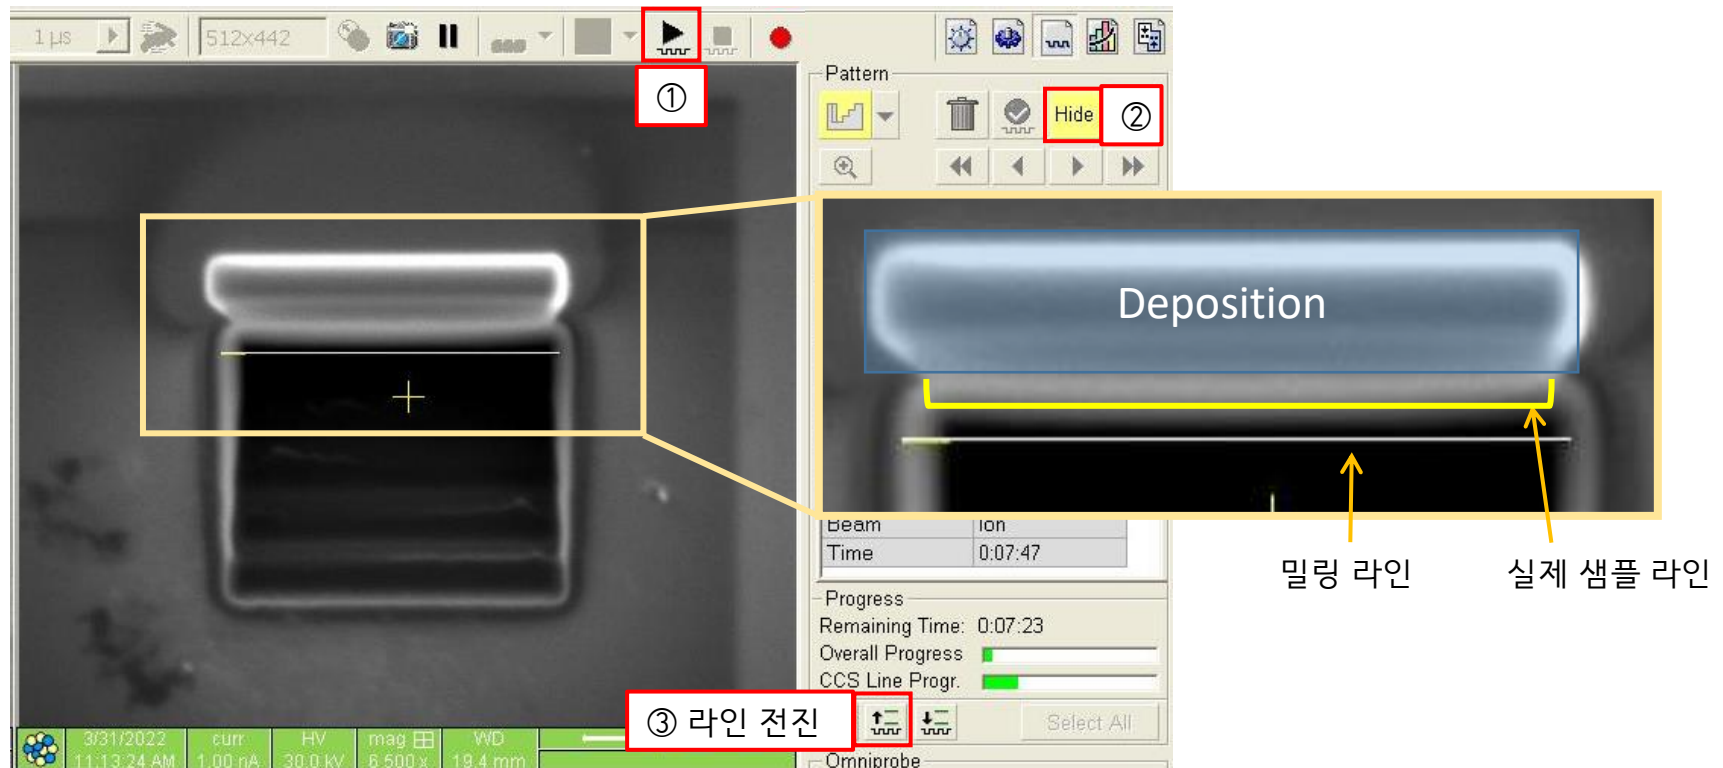 1 µs
512x442
①
Pattern
Hide
②
Deposition
Beam
Ion
Time
0:07:47
밀링 라인
실제 샘플 라인
Progress
Remaining Time: 0:07:23
Overall Progress
CCS Line Progr.
③ 라인 전진
Select All
3/31/2022
11:13:24 AM
curr
1.00 nA
HV
30.0 kV
mag
6 500 x
WD
19.4 mm
Omniprobe